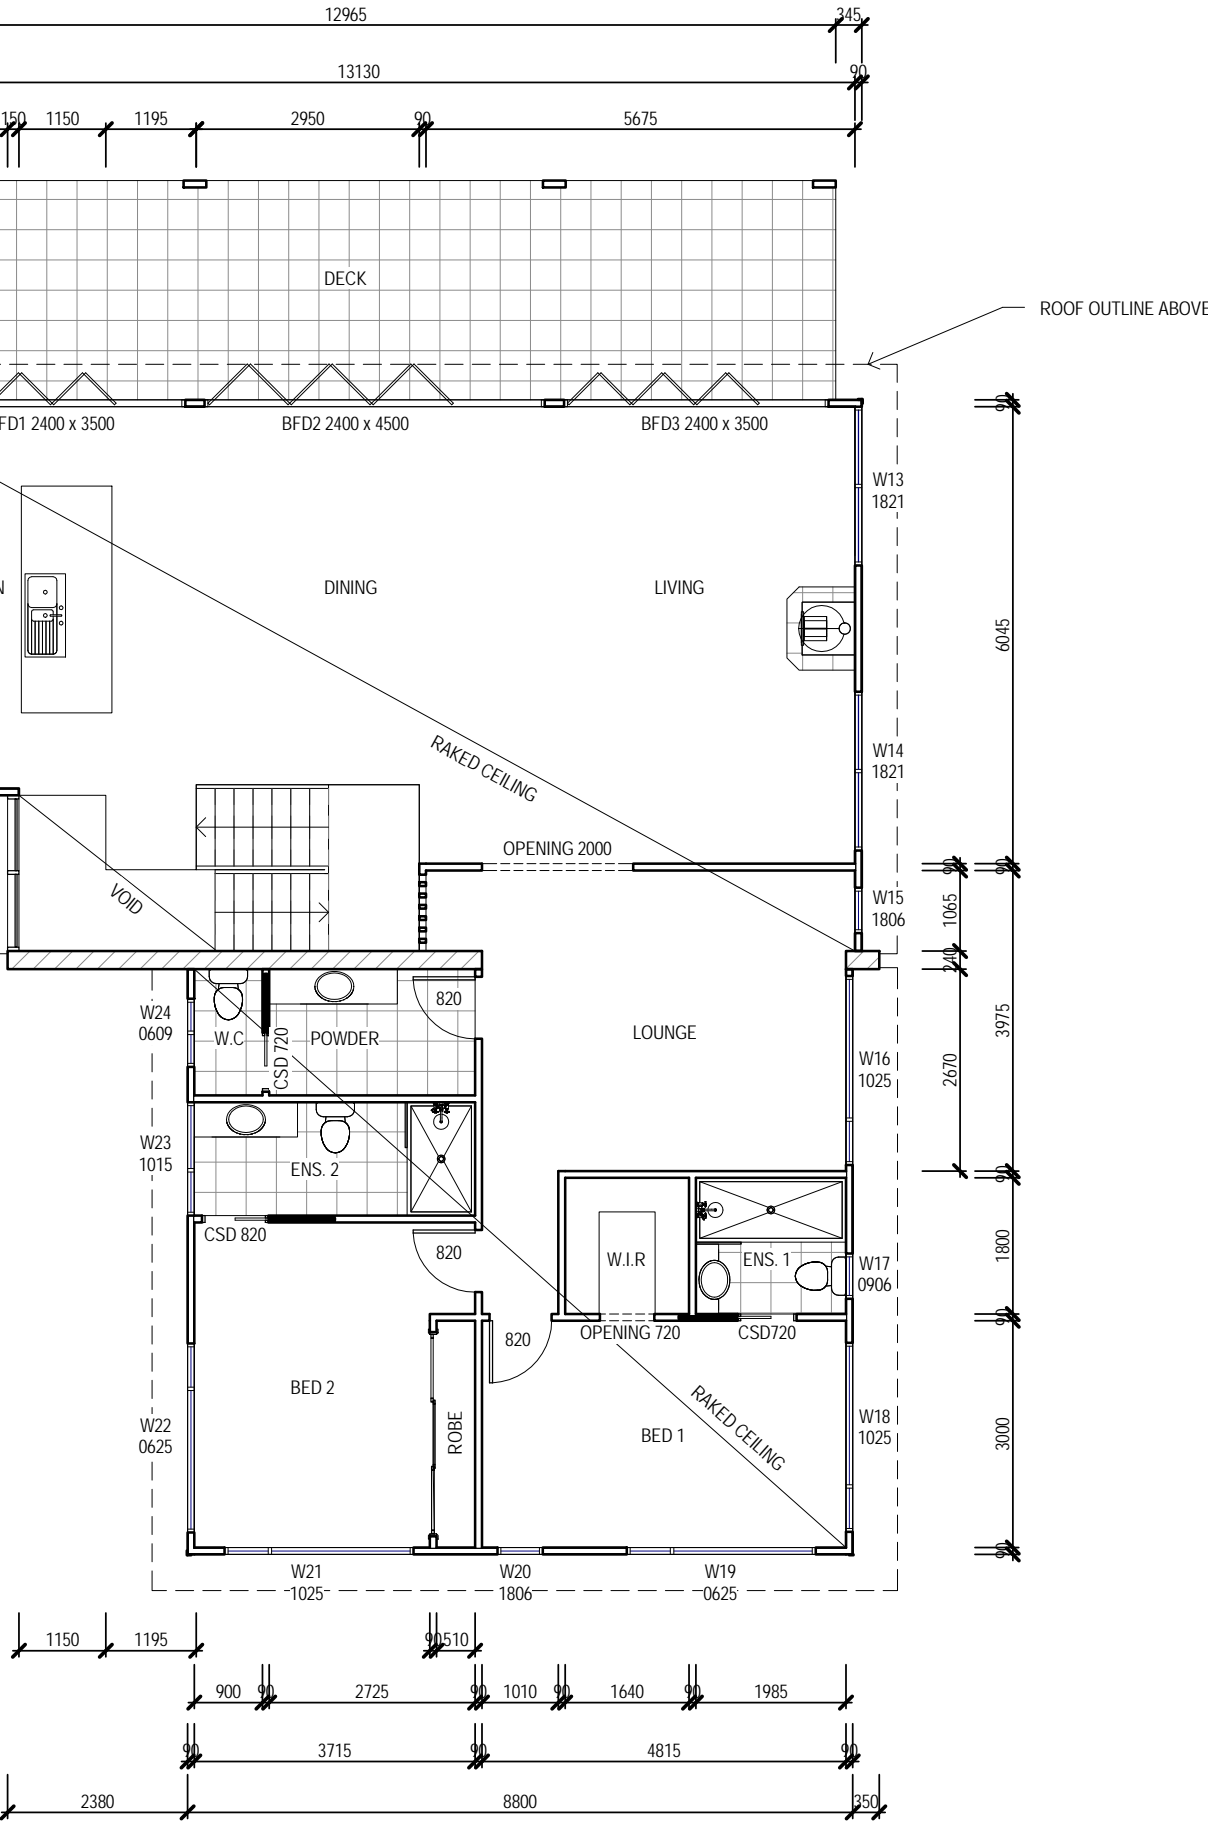 12965
345
13130
90
150
1150
1195
2950
90
5675
DECK
ROOF OUTLINE ABOVE
FD1 2400 x 3500
BFD2 2400 x 4500
BFD3 2400 x 3500
90
W13
1821
N
DINING
LIVING
6045
RAKED CEILING
W14
1821
OPENING 2000
90
90
VOID
W15
1806
1065
240
W24
0609
W.C
CSD 720
POWDER
820
LOUNGE
3975
W16
1025
2670
W23
1015
ENS. 2
90
CSD 820
820
W.I.R
ENS. 1
W17
0906
1800
820
OPENING 720
CSD720
90
BED 2
ROBE
BED 1
RAKED CEILING
W22
0625
W18
1025
3000
90
W21
1025
W20
1806
W19
0625
1150
1195
90
510
900
90
2725
90
1010
90
1640
90
1985
90
3715
90
4815
90
2380
8800
350